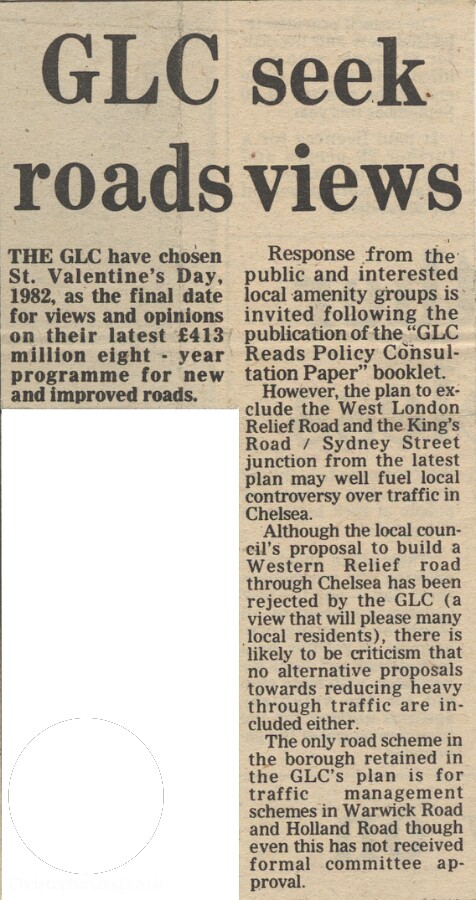 GLC seek
roads views
THE GLC have chosen
St. Valentine's Day,
1982, as the final date
for views and opinions
on their latest £413
million eight - year
programme for new
and improved roads.
Response from the
public and interested
local amenity groups is
invited following the
publication of the "GLC
Reads Policy Consul-
tation Paper" booklet.
However, the plan to ex-
clude the West London
Relief Road and the King's
Road / Sydney Street
junction from the latest
plan may well fuel local
controversy over traffic in
Chelsea.
Although the local coun-
cil's proposal to build a
Western Relief road
through Chelsea has been
rejected by the GLC (a
view that will please many
local residents), there is
likely to be criticism that
no alternative proposals
towards reducing heavy
through traffic are in-
cluded either.
The only road scheme in
the borough retained in
the GLC's plan is for
traffic management
schemes in Warwick Road
and Holland Road though
even this has not received
formal committee ap-
proval.